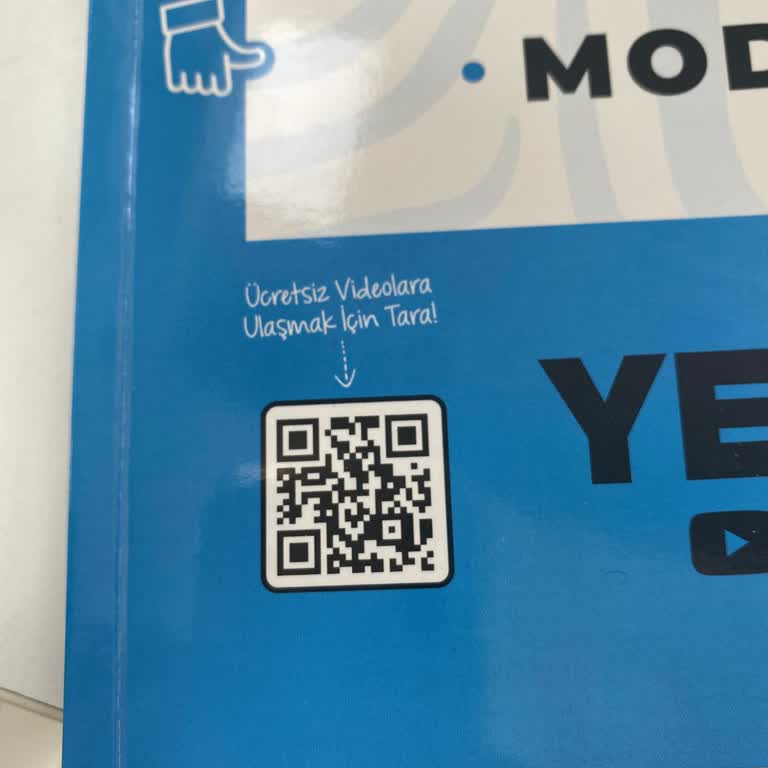 • MOD
Ücretsiz Videolara
Ulaşmak İçin Tara!
YE